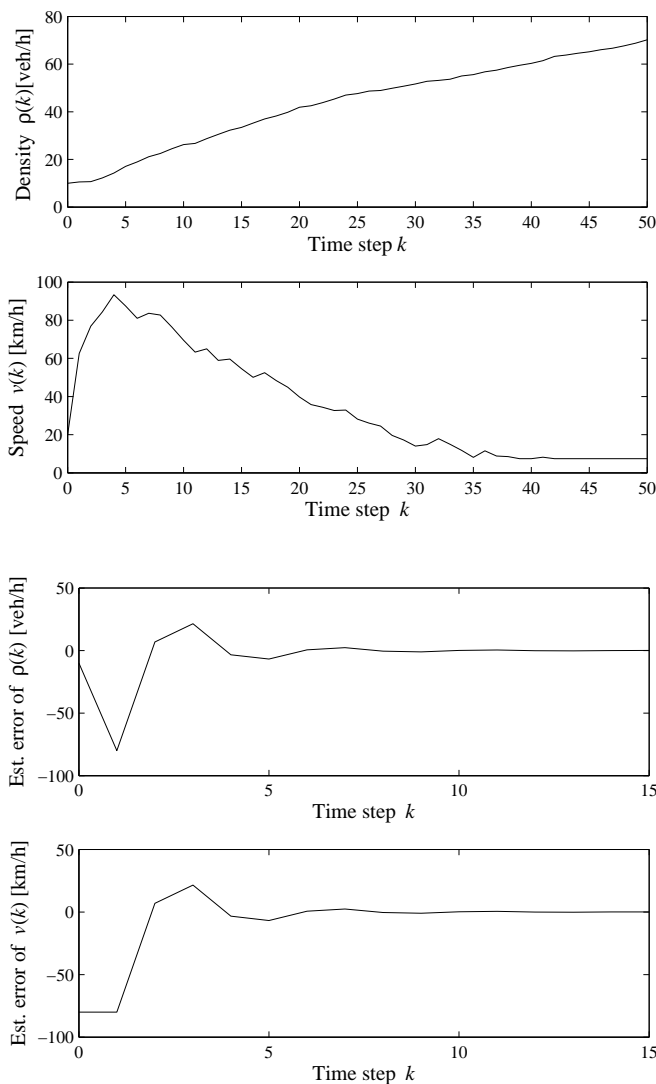 80
60
40
20
0
Density ρ(k)[veh/h]
0 5 10 15 20 25 30 35 40 45 50
Time step k
100
80
60
40
20
0
Speed v(k) [km/h]
0 5 10 15 20 25 30 35 40 45 50
Time step k
50
0
−50
−100
Est. error of ρ(k) [veh/h]
0 5 10 15
Time step k
50
0
−50
−100
Est. error of v(k) [km/h]
0 5 10 15
Time step k